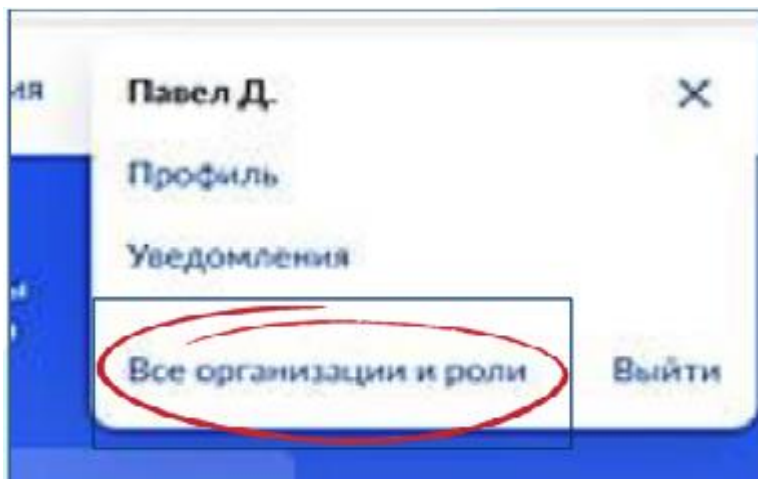 Павел Д.
Профиль
Уведомления
Все организации и роли
Выйти